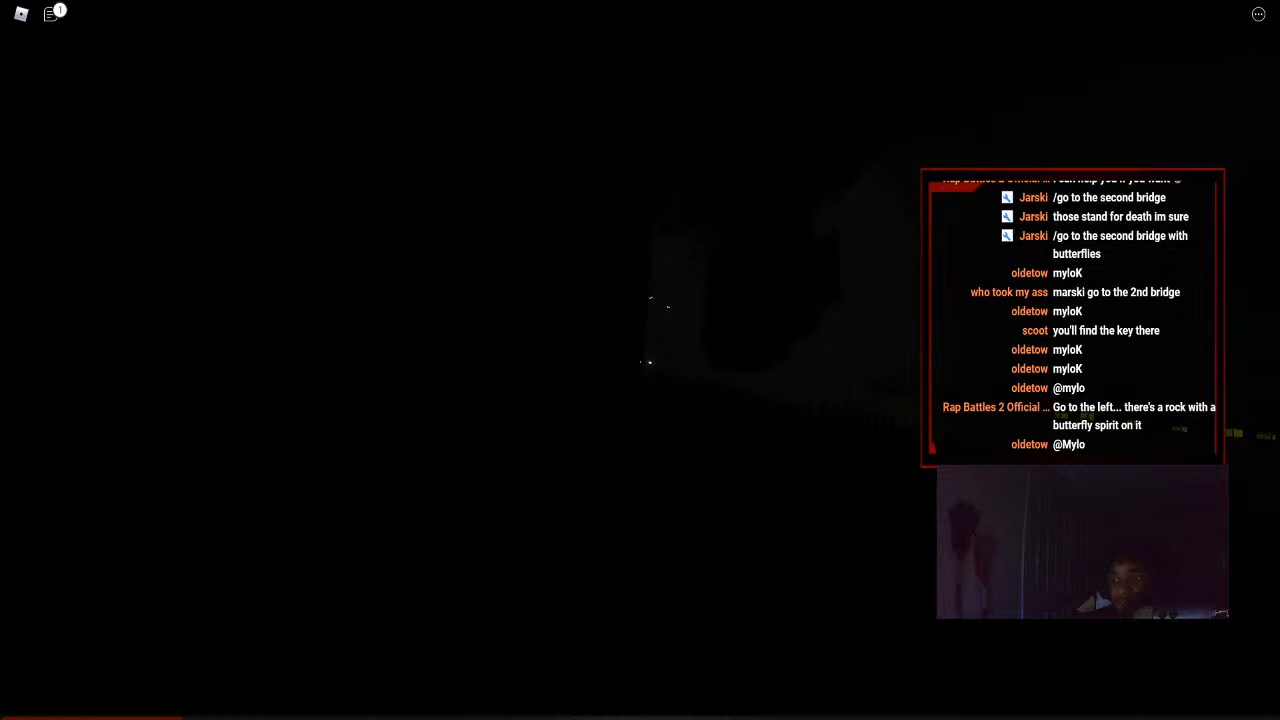 1
Jarski /go to the second bridge
Jarski those stand for death im sure
Jarski /go to the second bridge with
butterflies
oldetow myloK
who took my ass marski go to the 2nd bridge
oldetow myloK
scoot you'll find the key there
oldetow myloK
oldetow myloK
oldetow @mylo
Rap Battles 2 Official ... Go to the left... there's a rock with a
butterfly spirit on it
oldetow @Mylo